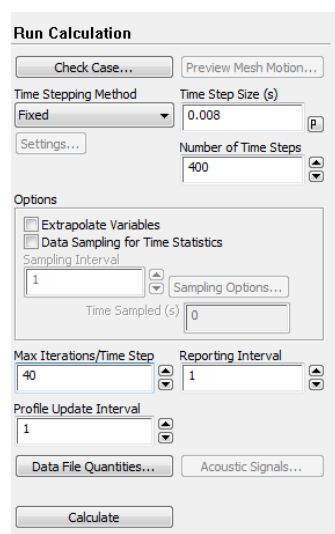 Run Calculation
Check Case... Preview Mesh Motion...
Time Stepping Method Time Step Size (s)
Fixed 0.008 P
Settings... Number of Time Steps
400
Options
Extrapolate Variables
Data Sampling for Time Statistics
Sampling Interval
1 Sampling Options...
Time Sampled (s) 0
Max Iterations/Time Step Reporting Interval
40 1
Profile Update Interval
1
Data File Quantities... Acoustic Signals...
Calculate